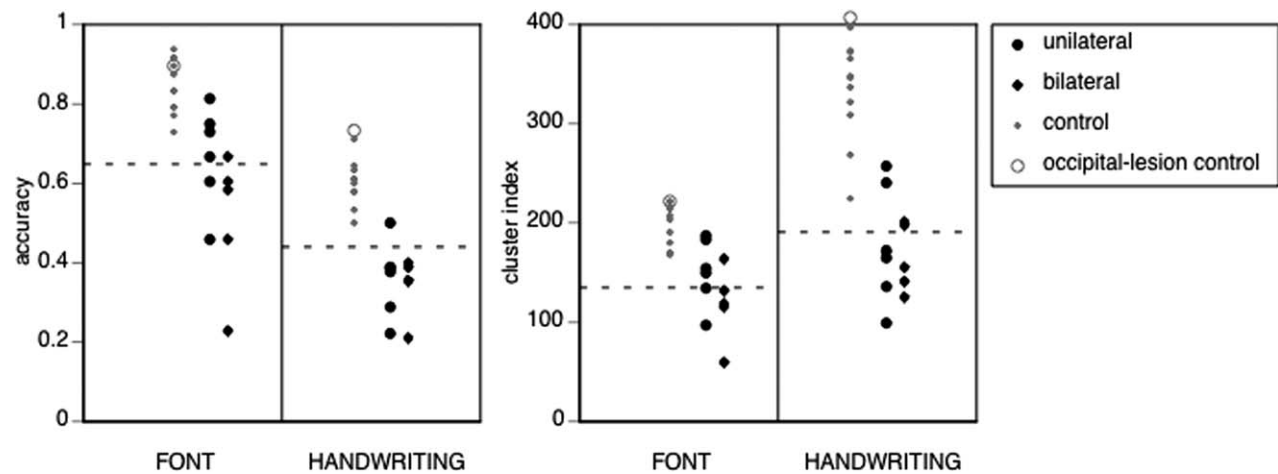 1
0.8
0.6
0.4
0.2
0
accuracy
FONT
HANDWRITING
400
300
200
100
0
cluster index
FONT
HANDWRITING
unilateral
bilateral
control
occipital-lesion control